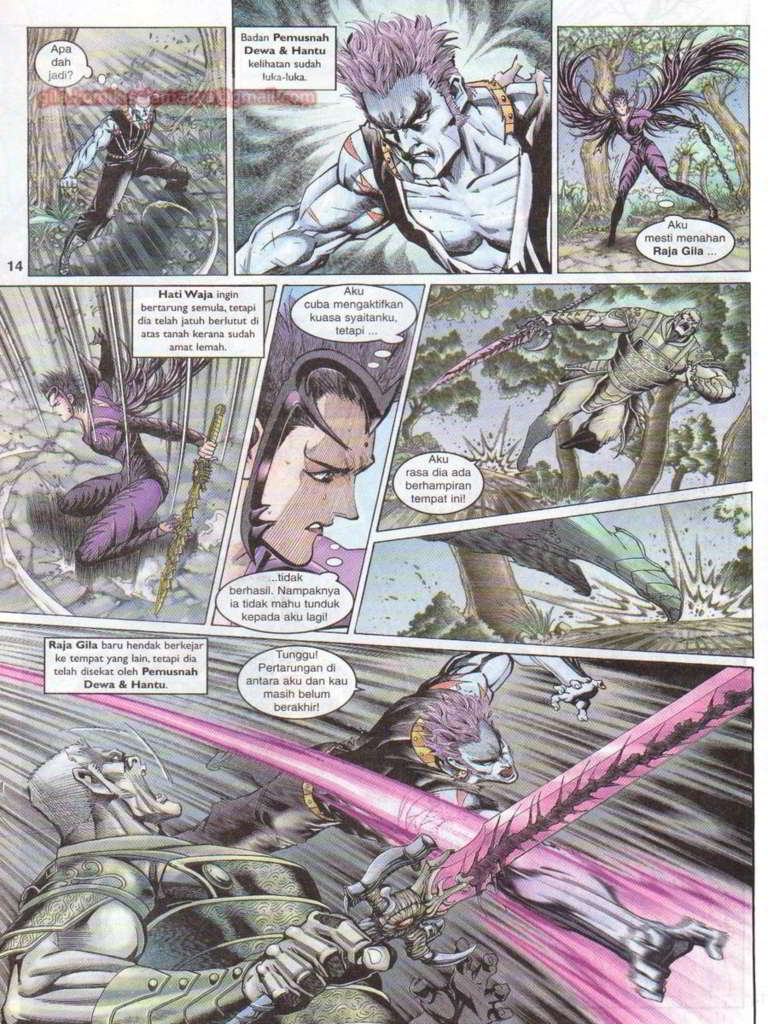 Apa
dah
jadi?
Badan Pemusnah
Dewa & Hantu
kelihatan sudah
luka-luka.
Aku
mesti menahan
Raja Gila ...
14
Hati Waja ingin
bertarung semula, tetapi
dia telah jatuh berlutut di
atas tanah kerana sudah
amat lemah.
Aku
cuba mengaktifkan
kuasa syaitanku,
tetapi ...
...tidak
berhasil. Nampaknya
ia tidak mahu tunduk
kepada aku lagi!
Aku
rasa dia ada
berhampiran
tempat ini!
Raja Gila baru hendak berkejar
ke tempat yang lain, tetapi dia
telah disekat oleh Pemusnah
Dewa & Hantu.
Tunggu!
Pertarungan di
antara aku dan kau
masih belum
berakhir!